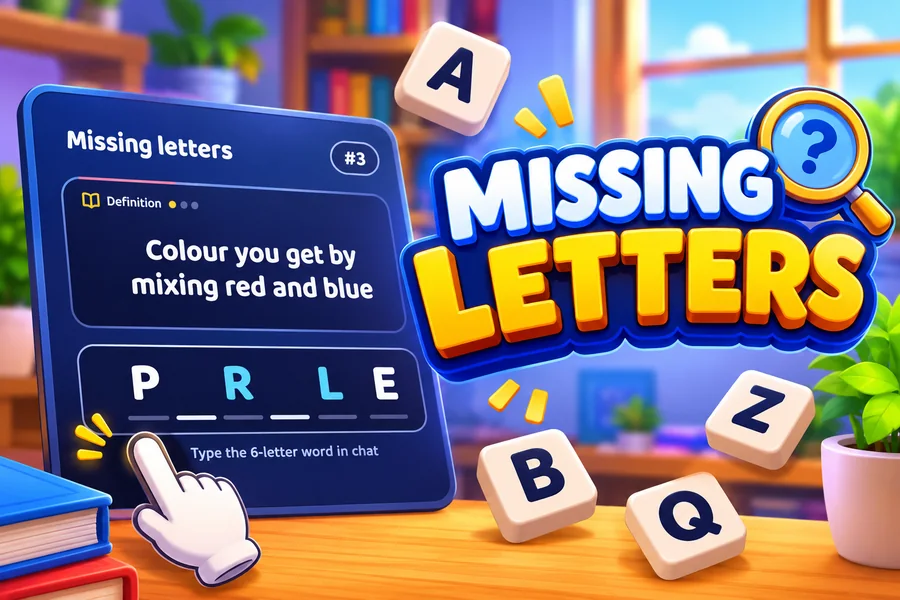 Missing letters
#3
Definition
Colour you get by
mixing red and blue
P R L E
Type the 6-letter word in chat
A
?
MISSING
LETTERS
Z
B
Q